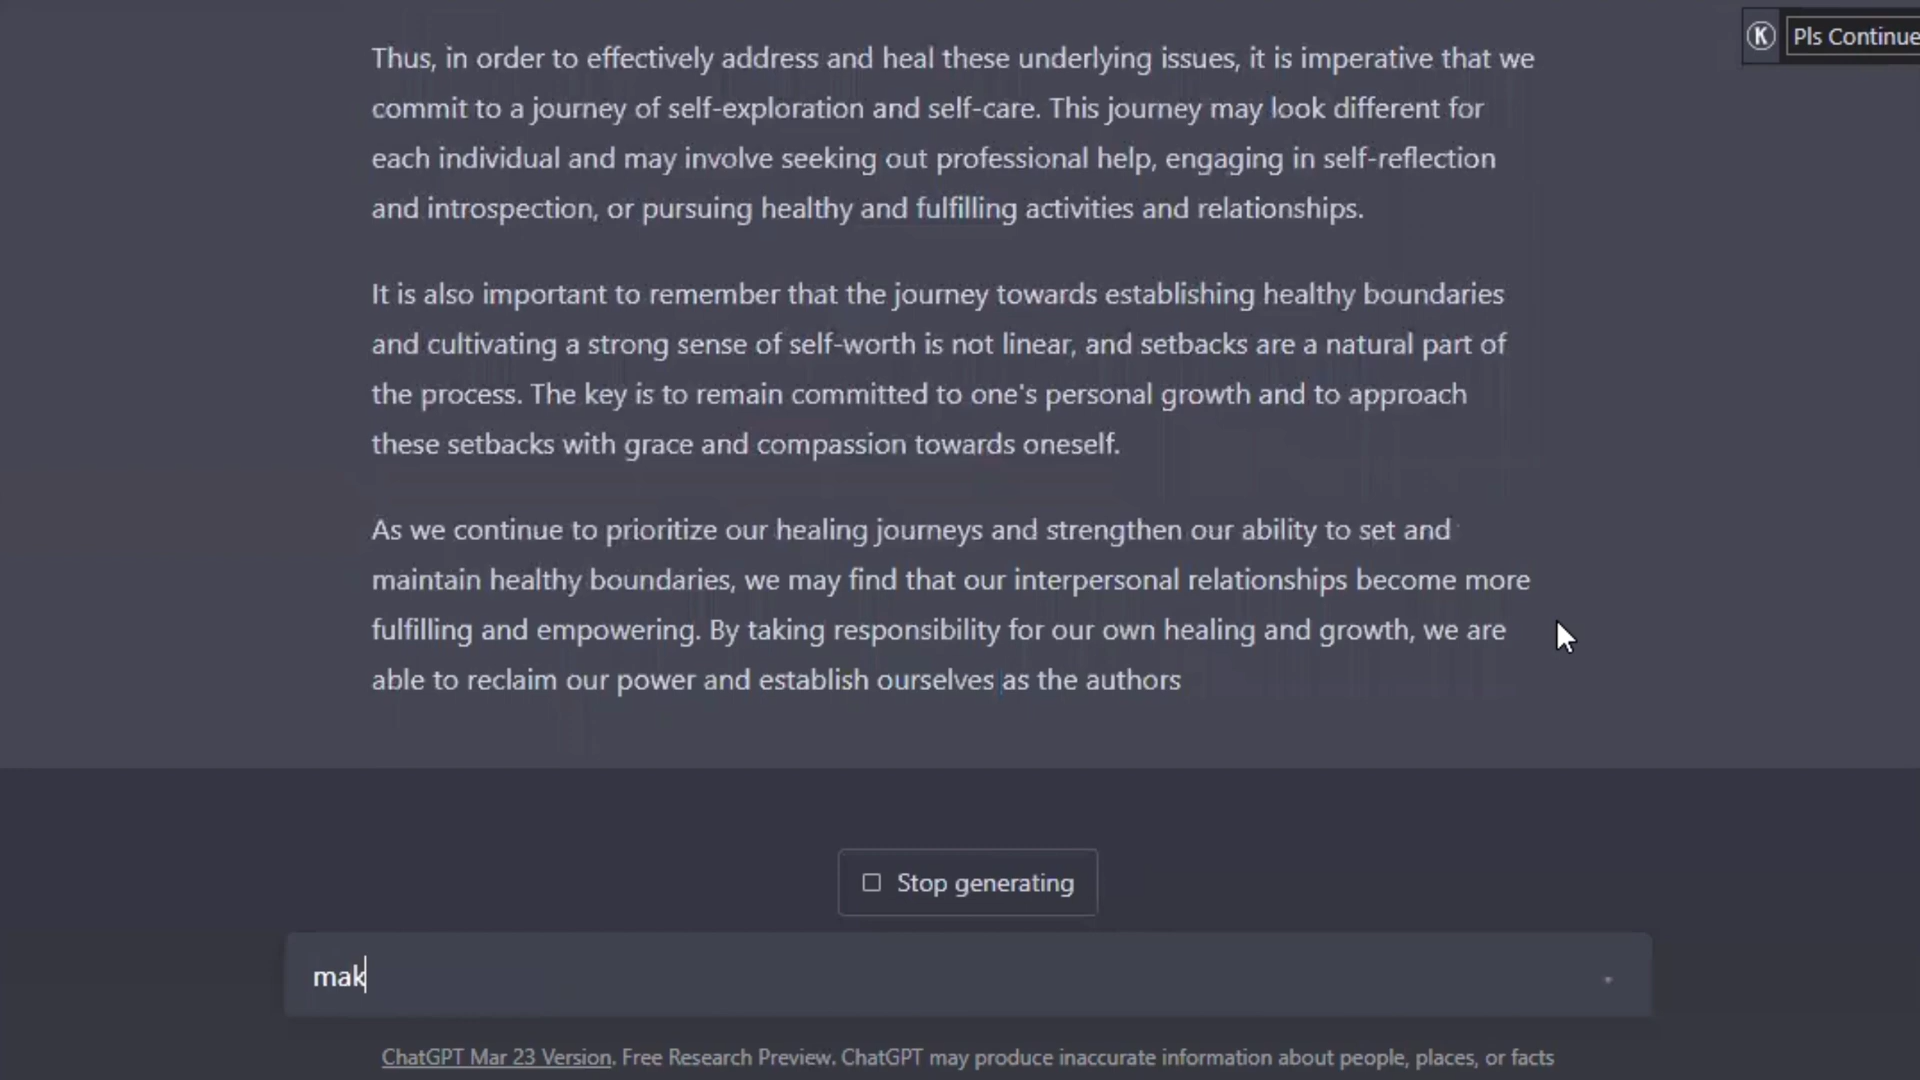 K Pls Continue
Thus, in order to effectively address and heal these underlying issues, it is imperative that we
commit to a journey of self-exploration and self-care. This journey may look different for
each individual and may involve seeking out professional help, engaging in self-reflection
and introspection, or pursuing healthy and fulfilling activities and relationships.
It is also important to remember that the journey towards establishing healthy boundaries
and cultivating a strong sense of self-worth is not linear, and setbacks are a natural part of
the process. The key is to remain committed to one's personal growth and to approach
these setbacks with grace and compassion towards oneself.
As we continue to prioritize our healing journeys and strengthen our ability to set and
maintain healthy boundaries, we may find that our interpersonal relationships become more
fulfilling and empowering. By taking responsibility for our own healing and growth, we are
able to reclaim our power and establish ourselves as the authors
Stop generating
mak
ChatGPT Mar 23 Version. Free Research Preview. ChatGPT may produce inaccurate information about people, places, or facts